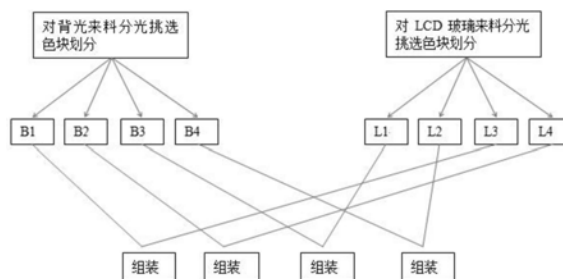 对背光来料分光挑选
色块划分
对 LCD 玻璃来料分光
挑选色块划分
B1
B2
B3
B4
L1
L2
L3
L4
组装
组装
组装
组装